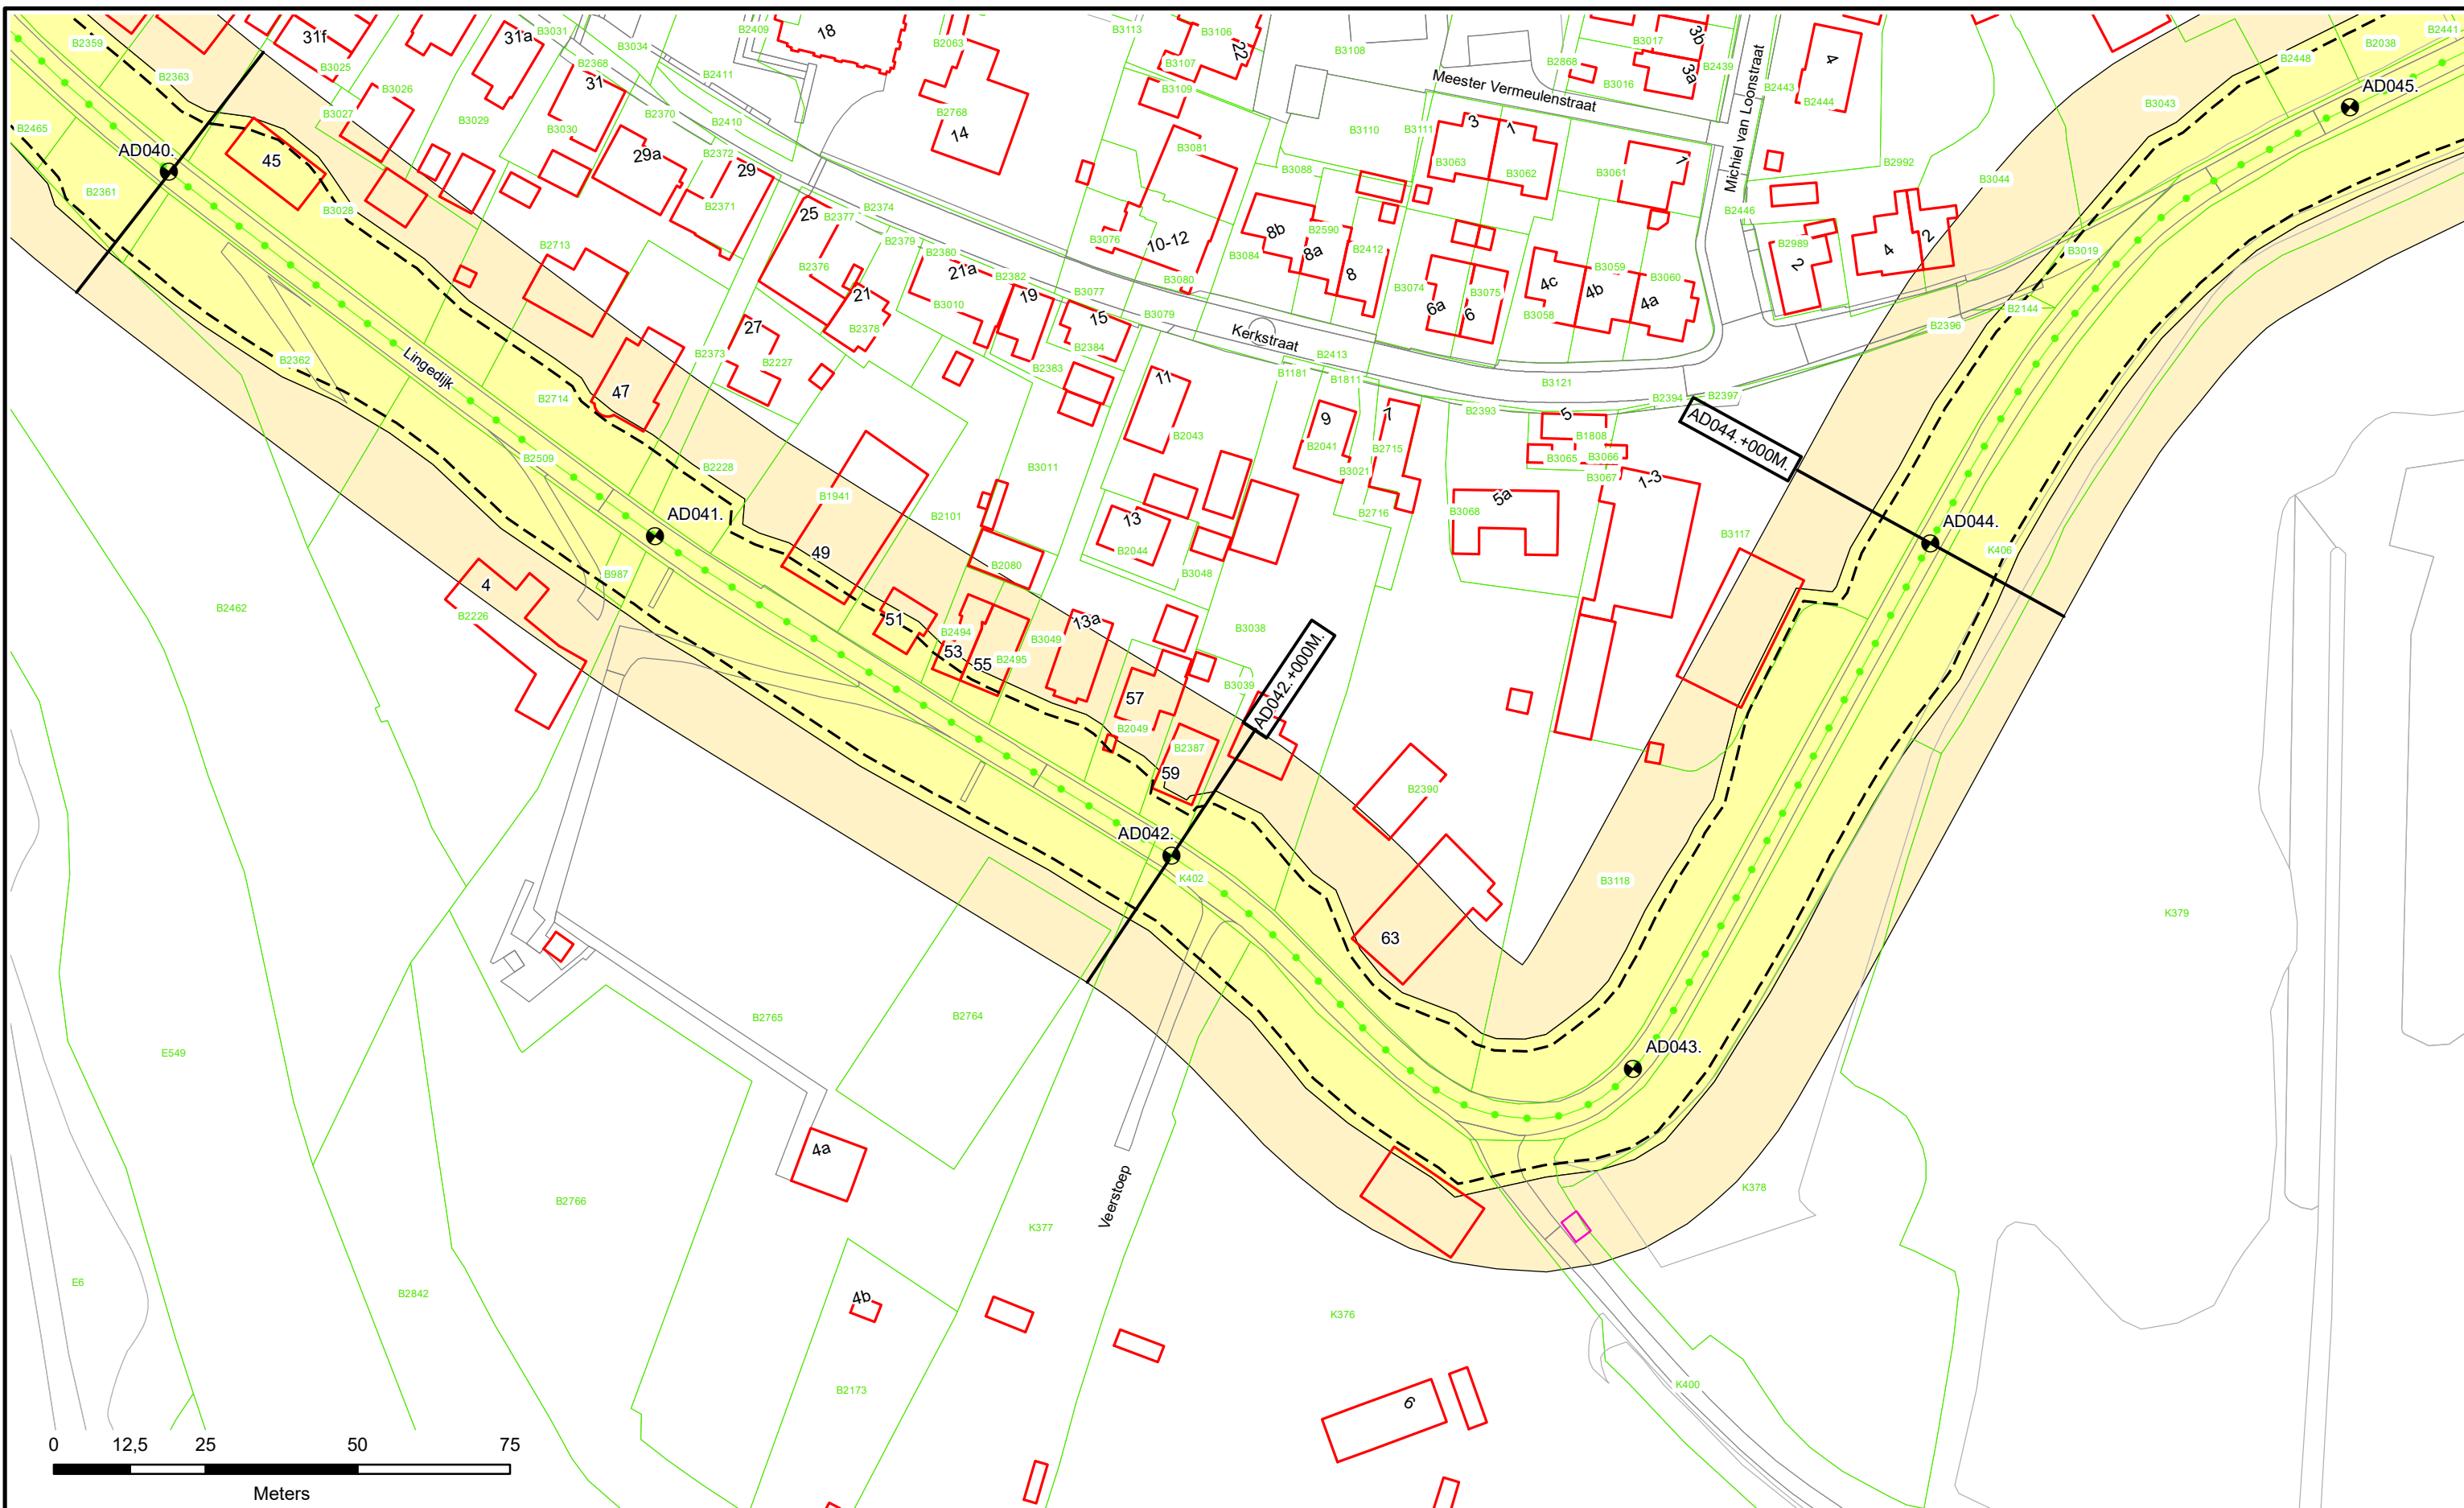 B2359
31f
31a
B3031
B3034
B2409
18
B2063
B3113
B3106
22
B3108
B2868
B3017
3b
3a
B2439
B3016
4
B2443
B2444
B2448
B2038
B2441
B2363
B3025
B3026
B3027
B3029
B2368
31
B3030
B2370
B2411
B2410
B2768
14
B3107
B3109
Meester Vermeulenstraat
Michiel van Loonstraat
B3043
AD045.
B2465
AD040.
45
B2361
B3028
29a
B2372
29
B2371
B3081
B3110
B3111
B3088
3
1
B3063
B3062
B3061
1
B2992
B3044
B2446
B2713
25
B2377
B2374
B2379
B2376
B2380
21a
B2382
B3010
19
21
B2378
B3076
10-12
B3080
B3084
8b
B2590
8a
B2412
8
B3074
B3075
6a
6
4c
4b
B3059
B3060
4a
B3058
B2989
2
4
2
B3019
B2144
B2396
B2362
Lingedijk
27
B2373
B2227
B3077
15
B3079
B2384
B2383
Kerkstraat
B2413
B1181
B1811
B3121
B2393
B2394
B2397
47
B2714
11
B2043
9
B2041
7
B2715
B3021
5
B1808
B3065
B3066
B3067
AD044.+000M.
B2509
B2228
B1941
B3011
B2101
B2716
5a
B3068
1-3
B3117
AD041.
49
13
B2044
B2080
B3048
AD044.
K406
4
B2226
B987
B2462
51
B2494
53
55
B2495
B3049
13a
B3038
57
B2049
B3039
AD042.+000M.
B2387
59
B2390
AD042.
K402
B3118
63
K379
B2765
B2764
E549
AD043.
4a
B2766
Veerstoep
K377
K378
E6
B2842
4b
K376
B2173
6
K400
0 12,5 25 50 75
Meters